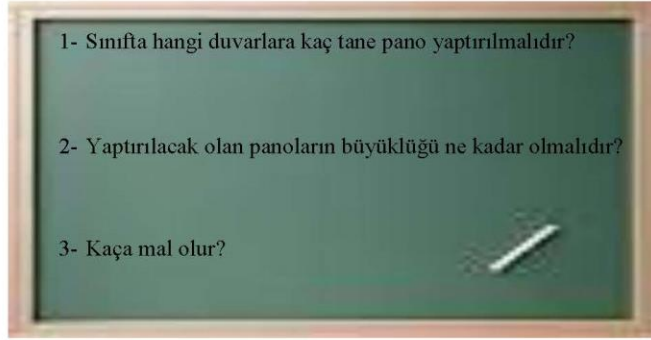 1- Sınıfta hangi duvarlara kaç tane pano yaptırılmalıdır?
2- Yaptırılacak olan panoların büyüklüğü ne kadar olmalıdır?
3- Kaça mal olur?